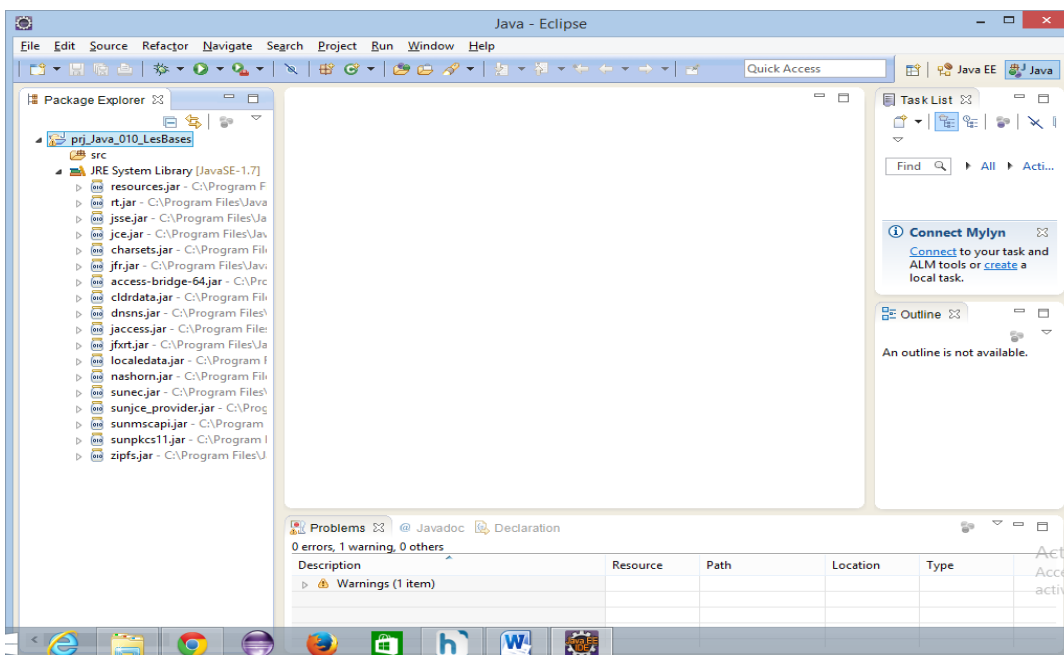 Java - Eclipse
File Edit Source Refactor Navigate Search Project Run Window Help
Quick Access
Java EE
Java
Package Explorer
prj_Java_010_LesBases
src
JRE System Library [JavaSE-1.7]
resources.jar - C:\Program F
rt.jar - C:\Program Files\Java
jsse.jar - C:\Program Files\Ja
jce.jar - C:\Program Files\Jav
charsets.jar - C:\Program File
jfr.jar - C:\Program Files\Java
access-bridge-64.jar - C:\Prc
cldrdata.jar - C:\Program File
dnsns.jar - C:\Program Files\
jaccess.jar - C:\Program Files
jfxrt.jar - C:\Program Files\Ja
localedata.jar - C:\Program F
nashorn.jar - C:\Program File
sunec.jar - C:\Program Files\
sunjce_provider.jar - C:\Prog
sunmscapi.jar - C:\Program
sunpkcs11.jar - C:\Program
zipfs.jar - C:\Program Files\J
Task List
Find All Acti...
Connect Mylyn
Connect to your task and
ALM tools or create a
local task.
Outline
An outline is not available.
Problems @ Javadoc Declaration
0 errors, 1 warning, 0 others
Description Resource Path Location Type
Warnings (1 item)
Act
Acce
activ